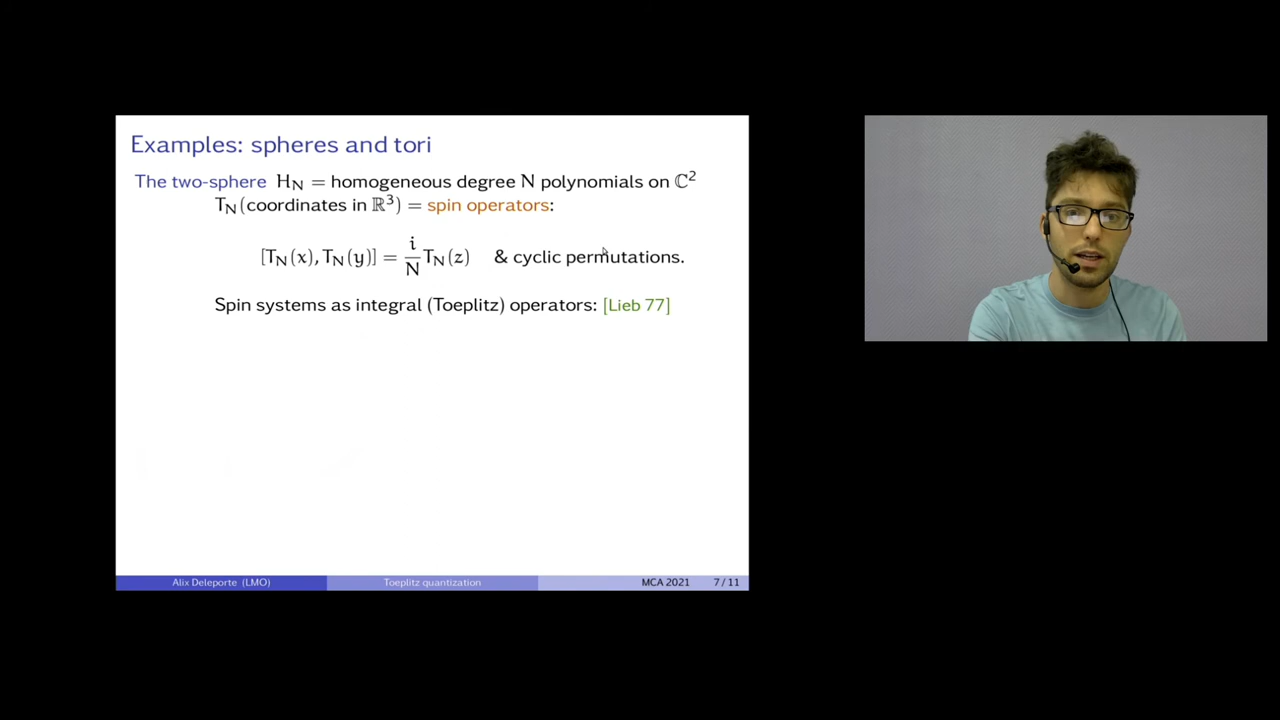 Examples: spheres and tori
The two-sphere H_N = homogeneous degree N polynomials on ℂ²
T_N(coordinates in ℝ³) = spin operators:
[T_N(x), T_N(y)] = i/N T_N(z) & cyclic permutations.
Spin systems as integral (Toeplitz) operators: [Lieb 77]
Alix Deleporte (LMO) Toeplitz quantization MCA 2021 7 / 11